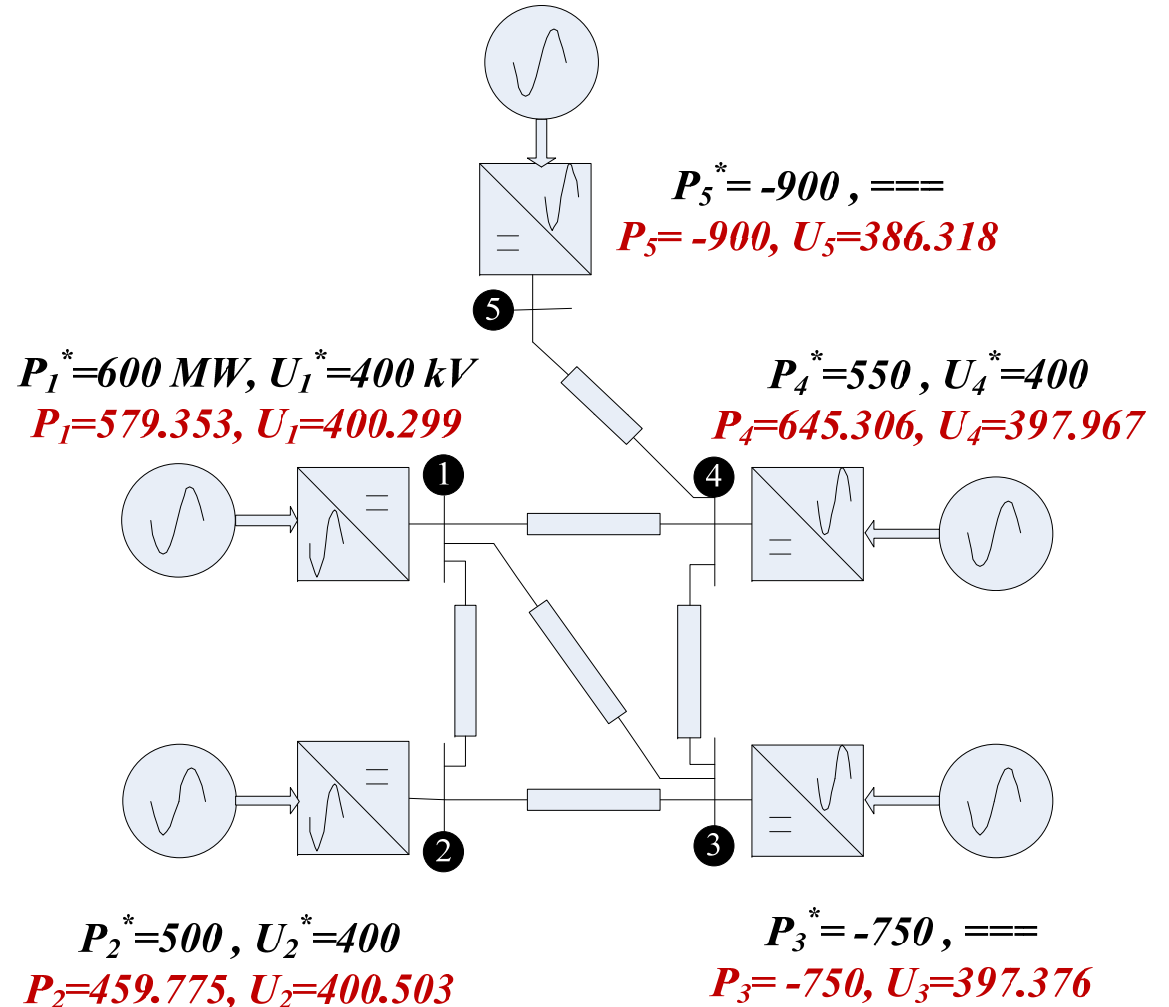 P₅*= -900 , ===
P₅= -900, U₅=386.318
5
P₁*=600 MW, U₁*=400 kV
P₁=579.353, U₁=400.299
P₄*=550 , U₄*=400
P₄=645.306, U₄=397.967
1
4
2
3
P₂*=500 , U₂*=400
P₂=459.775, U₂=400.503
P₃*= -750 , ===
P₃= -750, U₃=397.376